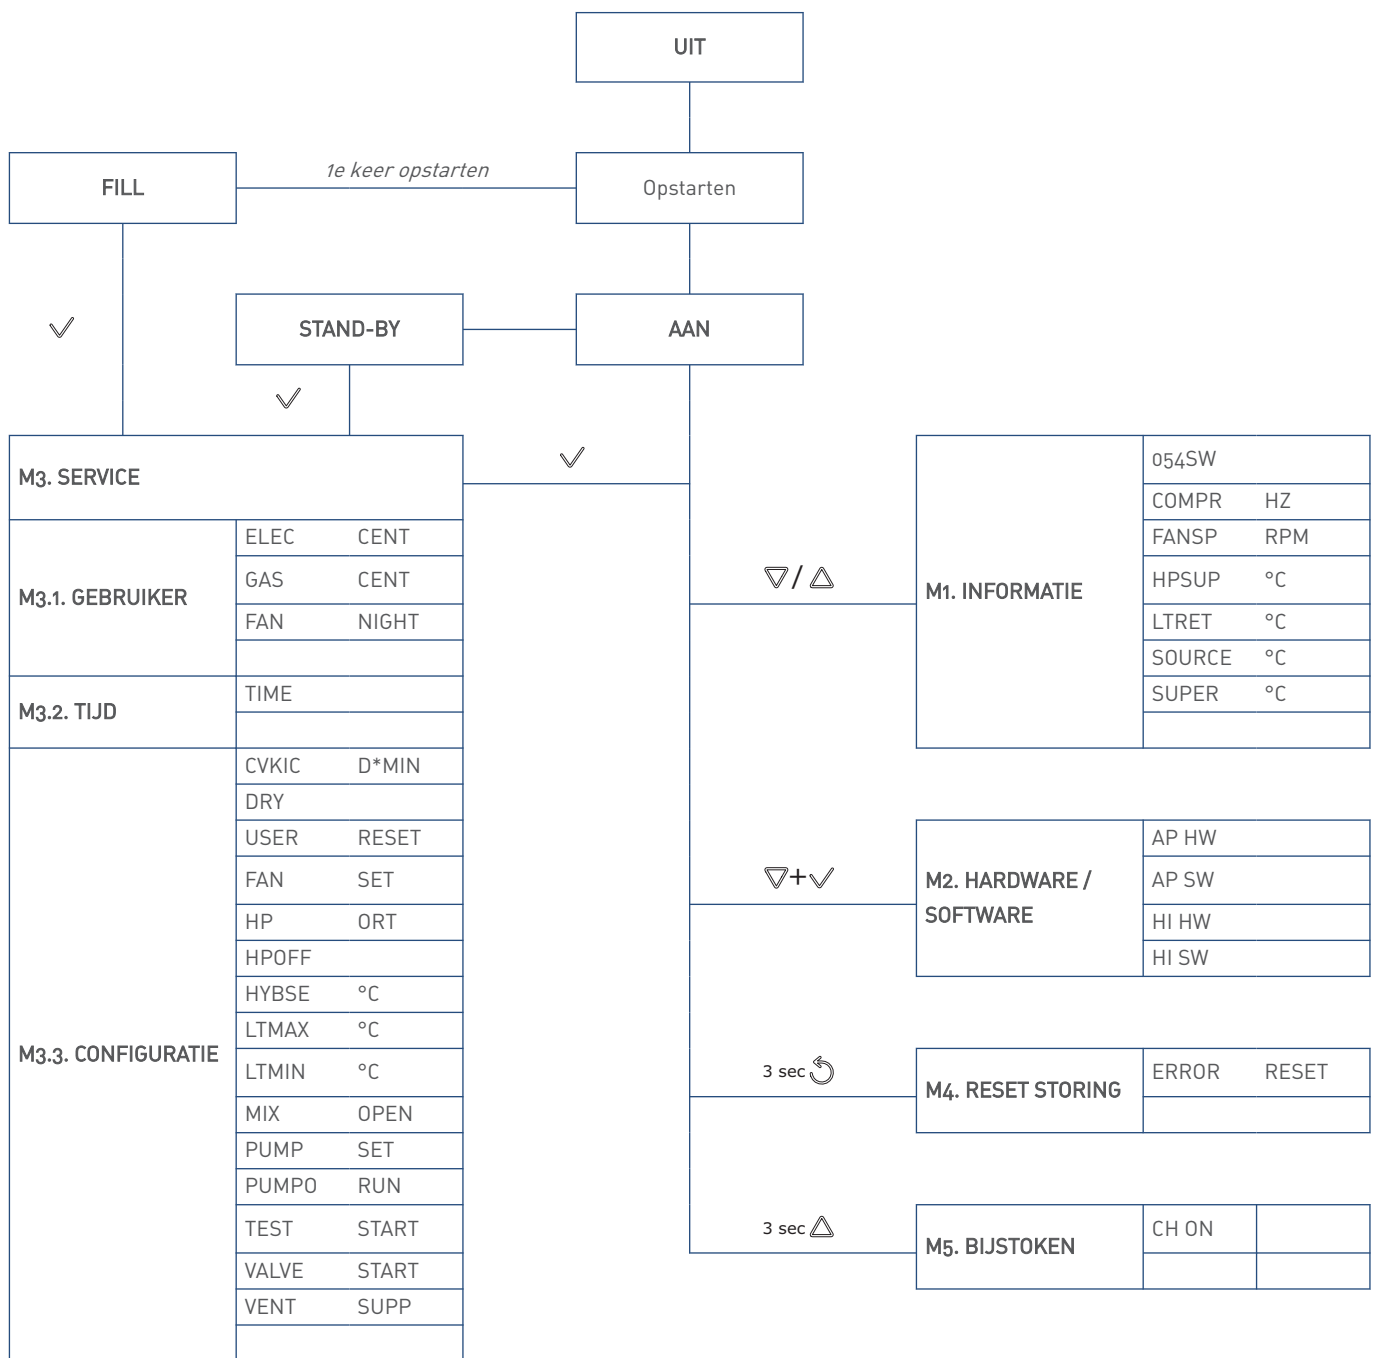 UIT
1e keer opstarten
FILL
Opstarten
STAND-BY
AAN
M3. SERVICE
M3.1. GEBRUIKER
ELEC CENT
GAS CENT
FAN NIGHT
M3.2. TIJD
TIME
M3.3. CONFIGURATIE
CVKIC D*MIN
DRY
USER RESET
FAN SET
HP ORT
HPOFF
HYBSE °C
LTMAX °C
LTMIN °C
MIX OPEN
PUMP SET
PUMPO RUN
TEST START
VALVE START
VENT SUPP
▽/ △
M1. INFORMATIE
054SW
COMPR HZ
FANSP RPM
HPSUP °C
LTRET °C
SOURCE °C
SUPER °C
▽+✓
M2. HARDWARE /
SOFTWARE
AP HW
AP SW
HI HW
HI SW
3 sec
M4. RESET STORING
ERROR RESET
3 sec △
M5. BIJSTOKEN
CH ON